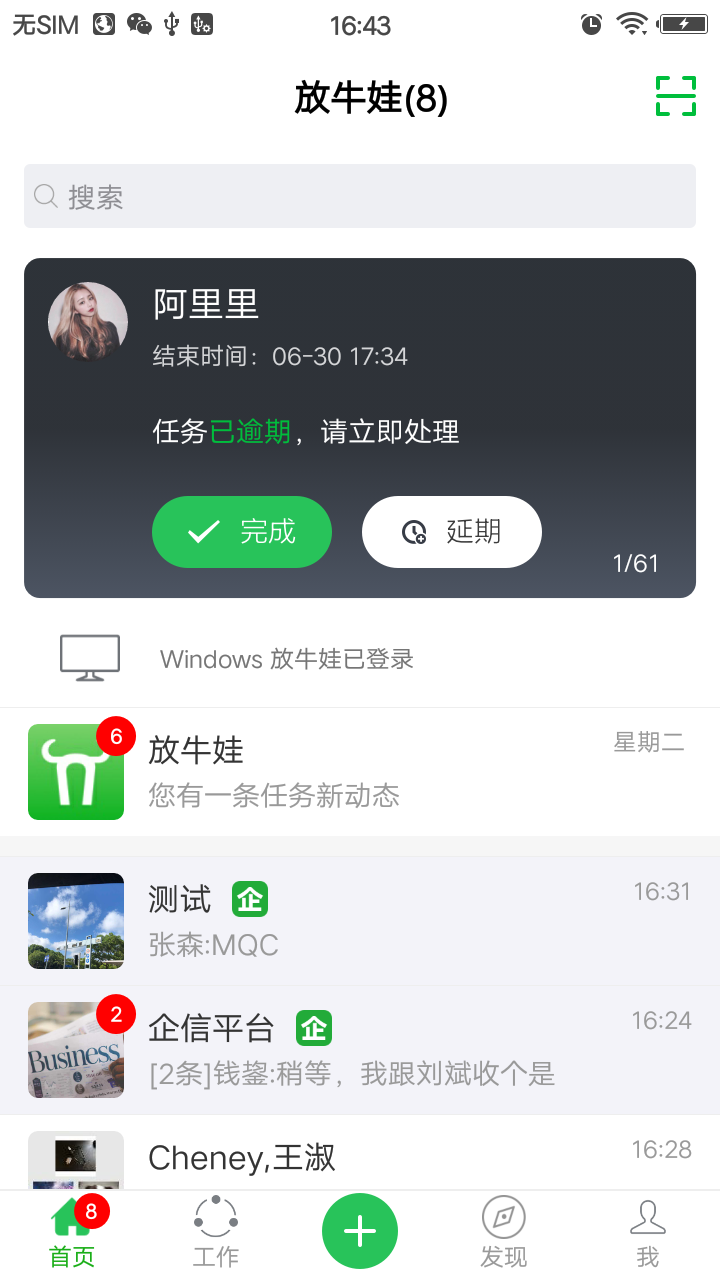 无SIM
16:43
放牛娃(8)
搜索
阿里里
结束时间：06-30 17:34
任务已逾期，请立即处理
完成
延期
1/61
Windows 放牛娃已登录
6
放牛娃
星期二
您有一条任务新动态
测试 企
16:31
张森:MQC
Business
2
企信平台 企
16:24
[2条]钱鋆:稍等，我跟刘斌收个是
Cheney,王淑
16:28
8
首页
工作
发现
我